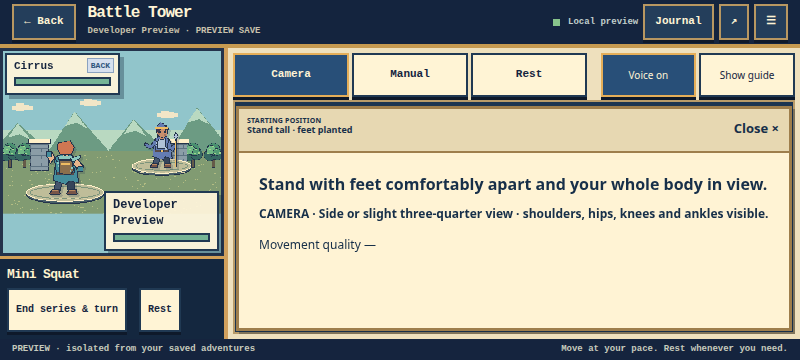 ← Back
Battle Tower
Developer Preview · PREVIEW SAVE
Local preview
Journal
↗
☰
Cirrus
BACK
Developer
Preview
Mini Squat
End series & turn
Rest
Camera
Manual
Rest
Voice on
Show guide
STARTING POSITION
Stand tall · feet planted
Close ×
Stand with feet comfortably apart and your whole body in view.
CAMERA · Side or slight three-quarter view · shoulders, hips, knees and ankles visible.
Movement quality —
PREVIEW · isolated from your saved adventures
Move at your pace. Rest whenever you need.